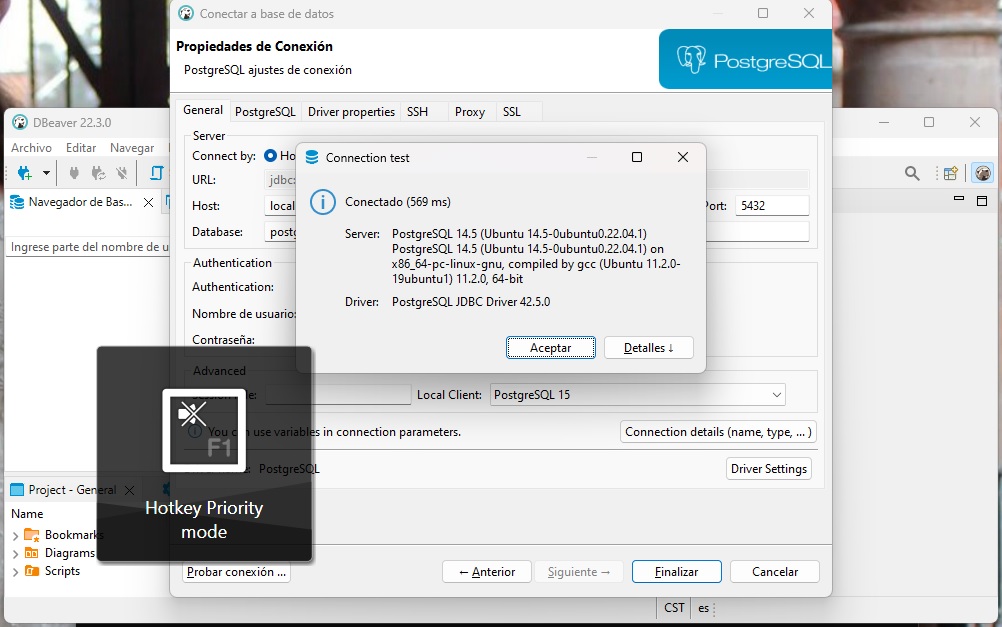 Conectar a base de datos
Propiedades de Conexión
PostgreSQL ajustes de conexión
PostgreSQL
General PostgreSQL Driver properties SSH Proxy SSL
Server
Connect by:
URL: jdbc:
Host: Port: 5432
Database:
Authentication
Authentication:
Nombre de usuario:
Contraseña:
Advanced
Local Client: PostgreSQL 15
You can use variables in connection parameters.
Connection details (name, type, ... )
PostgreSQL
Driver Settings
Probar conexión ...
← Anterior
Siguiente →
Finalizar
Cancelar
Connection test
Conectado (569 ms)
Server: PostgreSQL 14.5 (Ubuntu 14.5-0ubuntu0.22.04.1)
PostgreSQL 14.5 (Ubuntu 14.5-0ubuntu0.22.04.1) on
x86_64-pc-linux-gnu, compiled by gcc (Ubuntu 11.2.0-
19ubuntu1) 11.2.0, 64-bit
Driver: PostgreSQL JDBC Driver 42.5.0
Aceptar
Detalles ↓
DBeaver 22.3.0
Archivo Editar Navegar
Navegador de Bas...
Ingrese parte del nombre de u
Project - General
Name
Bookmarks
Diagrams
Scripts
F1
Hotkey Priority
mode
CST es